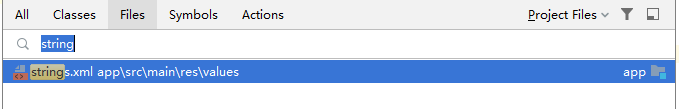 All Classes Files Symbols Actions Project Files
string
strings.xml app\src\main\res\values app